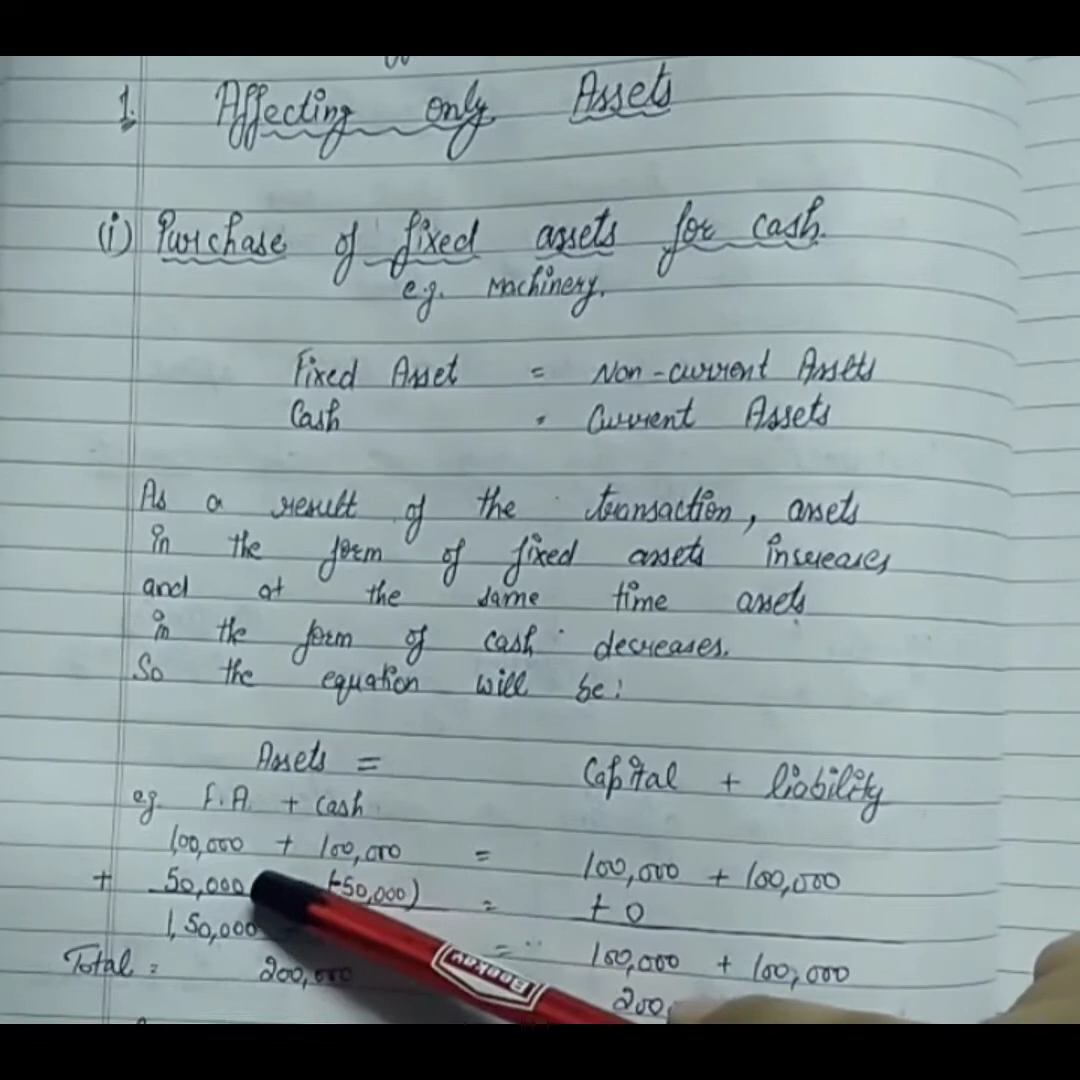 1. Affecting only Assets
(i) Purchase of fixed assets for cash.
e.g. Machinery.
Fixed Asset = Non-current Assets
Cash = Current Assets
As a result of the transaction, assets
in the form of fixed assets increases
and at the same time assets
in the form of cash decreases.
So the equation will be:
Assets = Capital + liability
eg. F.A. + cash
100,000 + 100,000 = 100,000 + 100,000
+ 50,000 (-50,000) = + 0
1,50,000 = 100,000 + 100,000
Total = 200,000 200,